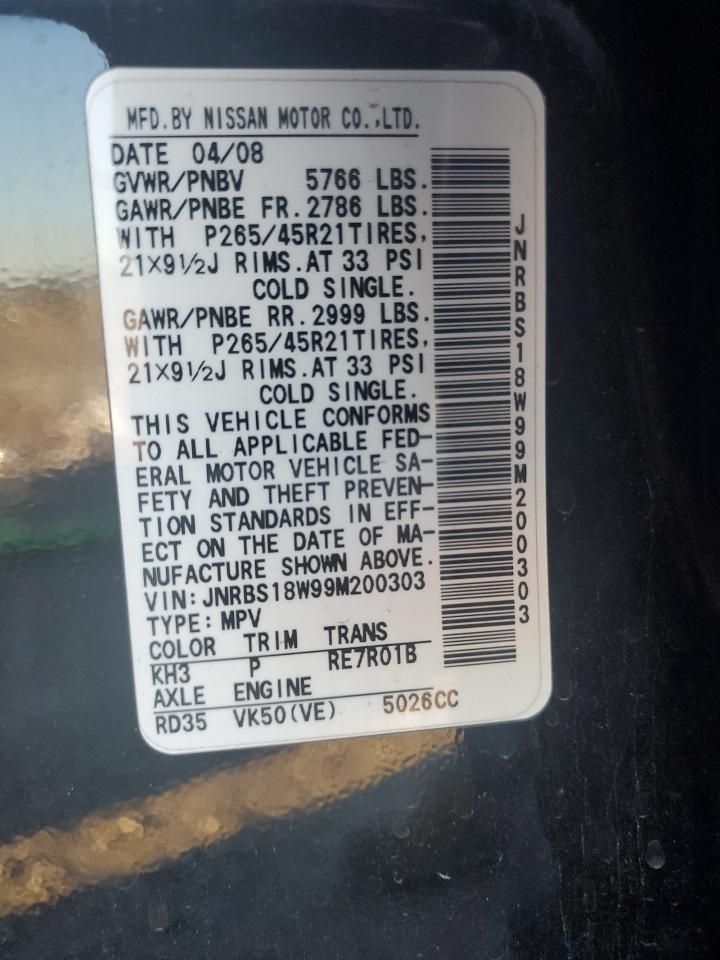 MFD.BY NISSAN MOTOR CO.,LTD.
DATE 04/08
GVWR/PNBV 5766 LBS.
GAWR/PNBE FR.2786 LBS.
WITH P265/45R21TIRES,
21×9½J RIMS.AT 33 PSI
COLD SINGLE.
GAWR/PNBE RR.2999 LBS.
WITH P265/45R21TIRES,
21×9½J RIMS.AT 33 PSI
COLD SINGLE.
THIS VEHICLE CONFORMS
TO ALL APPLICABLE FED-
ERAL MOTOR VEHICLE SA-
FETY AND THEFT PREVEN-
TION STANDARDS IN EFF-
ECT ON THE DATE OF MA-
NUFACTURE SHOWN ABOVE.
VIN:JNRBS18W99M200303
TYPE:MPV
COLOR TRIM TRANS
KH3 P RE7R01B
AXLE ENGINE
RD35 VK50(VE) 5026CC
JNRBS18W99M200303